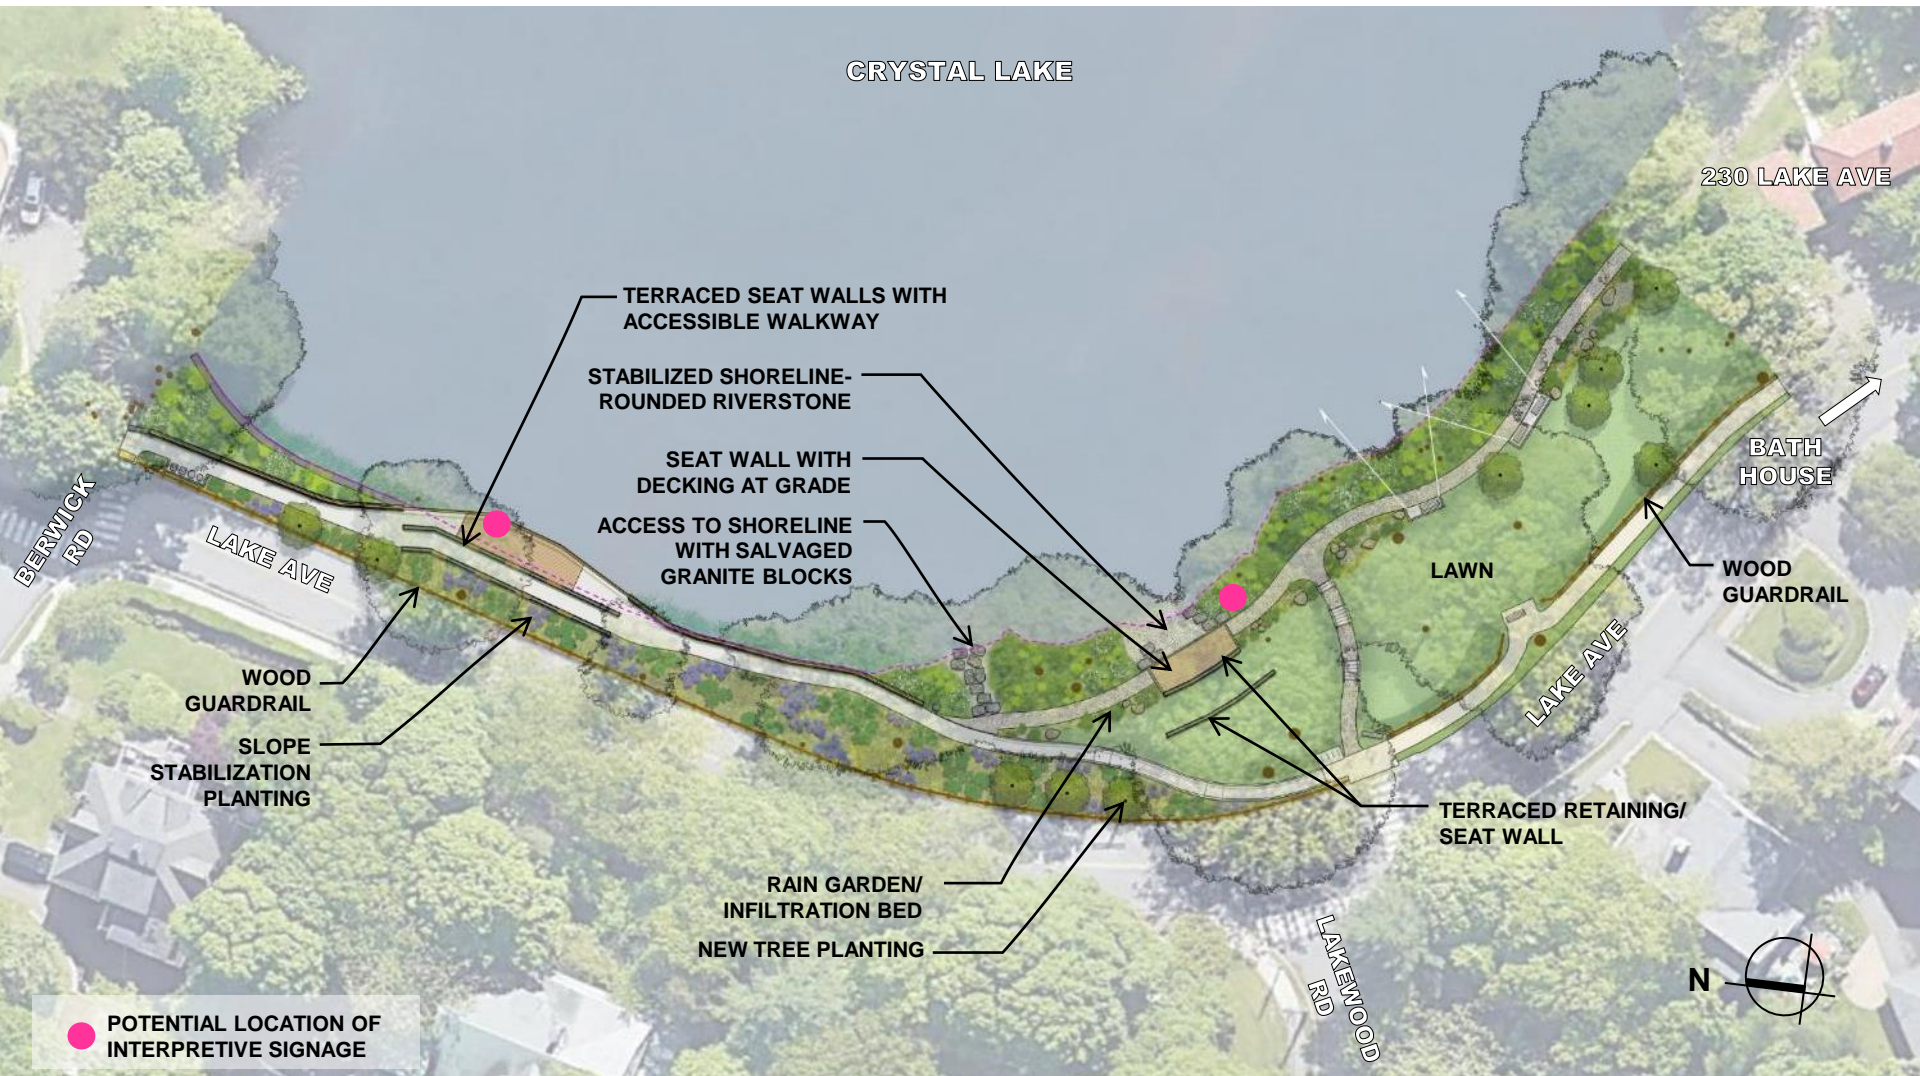 CRYSTAL LAKE
230 LAKE AVE
TERRACED SEAT WALLS WITH
ACCESSIBLE WALKWAY
STABILIZED SHORELINE-
ROUNDED RIVERSTONE
SEAT WALL WITH
DECKING AT GRADE
ACCESS TO SHORELINE
WITH SALVAGED
GRANITE BLOCKS
BATH
HOUSE
BERWICK
RD
LAKE AVE
LAWN
WOOD
GUARDRAIL
LAKE AVE
WOOD
GUARDRAIL
SLOPE
STABILIZATION
PLANTING
TERRACED RETAINING/
SEAT WALL
RAIN GARDEN/
INFILTRATION BED
NEW TREE PLANTING
LAKEWOOD
RD
N
POTENTIAL LOCATION OF
INTERPRETIVE SIGNAGE